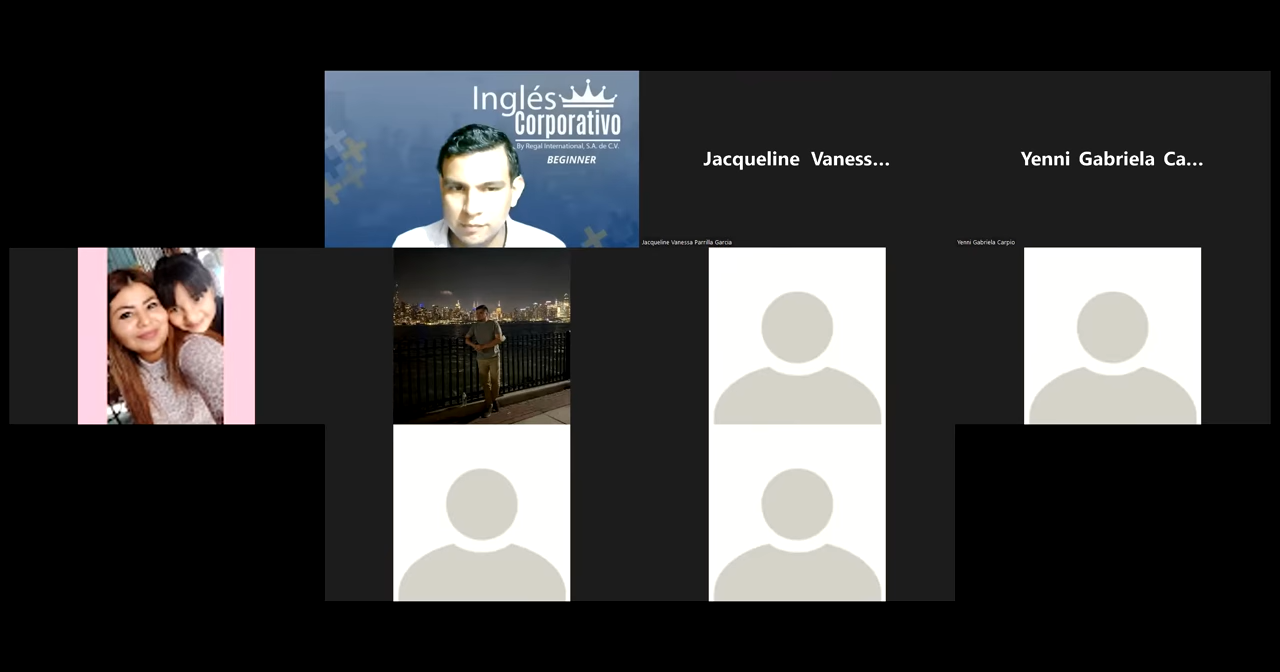 Inglés
Corporativo
By Regal International, S.A. de C.V.
BEGINNER
Jacqueline Vaness...
Yenni Gabriela Ca...
Jacqueline Vanessa Parrilla Garcia
Yenni Gabriela Carpio